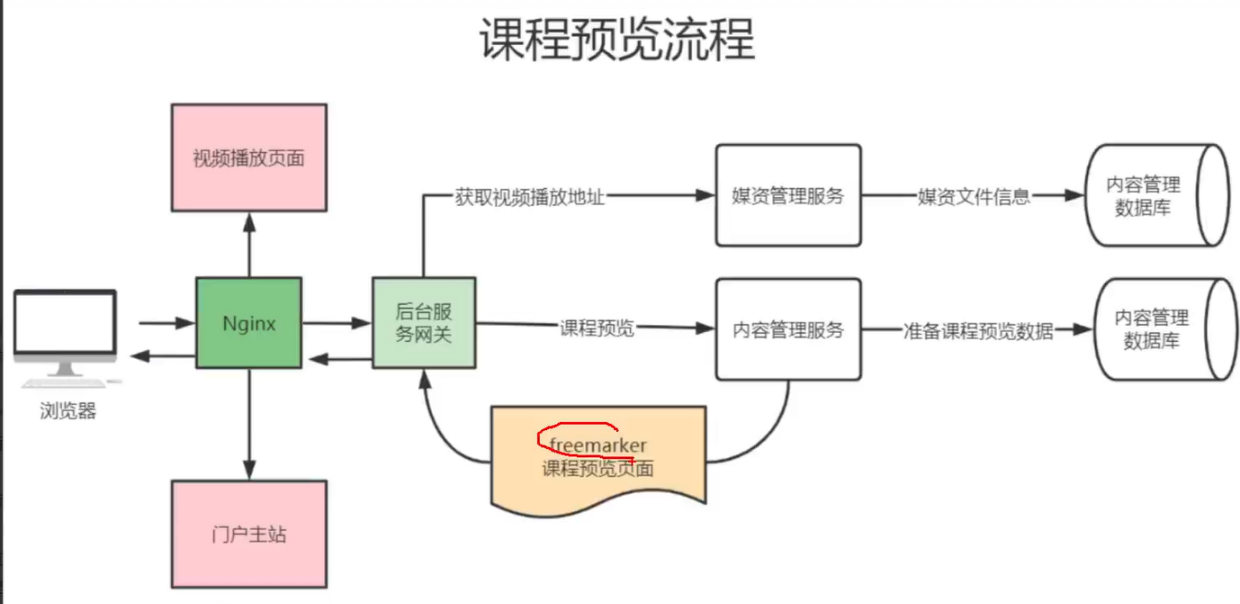 课程预览流程
视频播放页面
获取视频播放地址
媒资管理服务
媒资文件信息
内容管理
数据库
Nginx
后台服
务网关
课程预览
内容管理服务
准备课程预览数据
内容管理
数据库
浏览器
freemarker
课程预览页面
门户主站